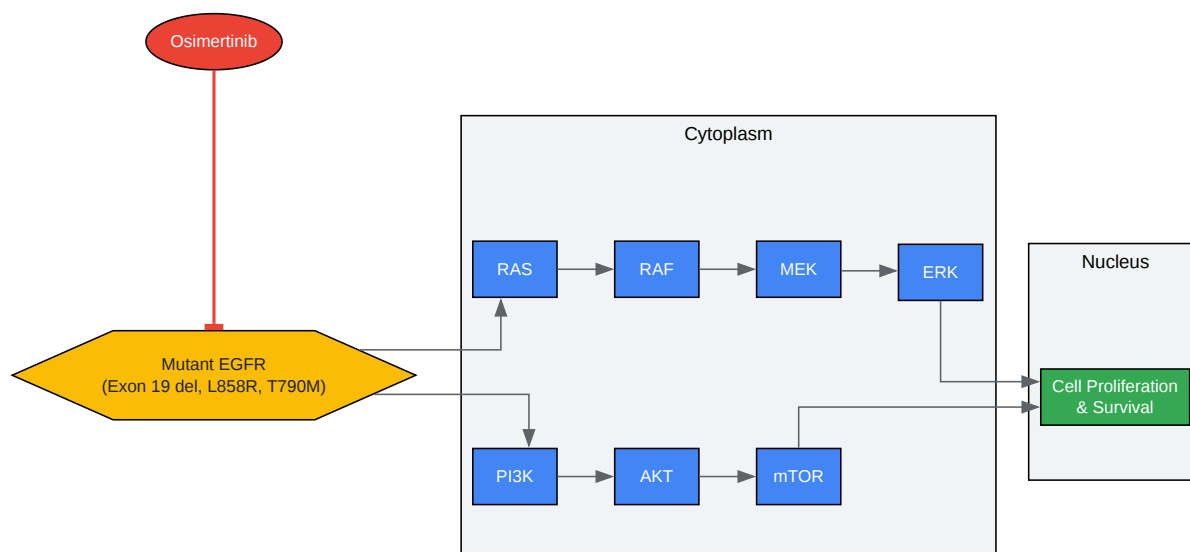 Osimertinib
Cytoplasm
RAS
RAF
MEK
ERK
Nucleus
Mutant EGFR
(Exon 19 del, L858R, T790M)
Cell Proliferation
& Survival
PI3K
AKT
mTOR